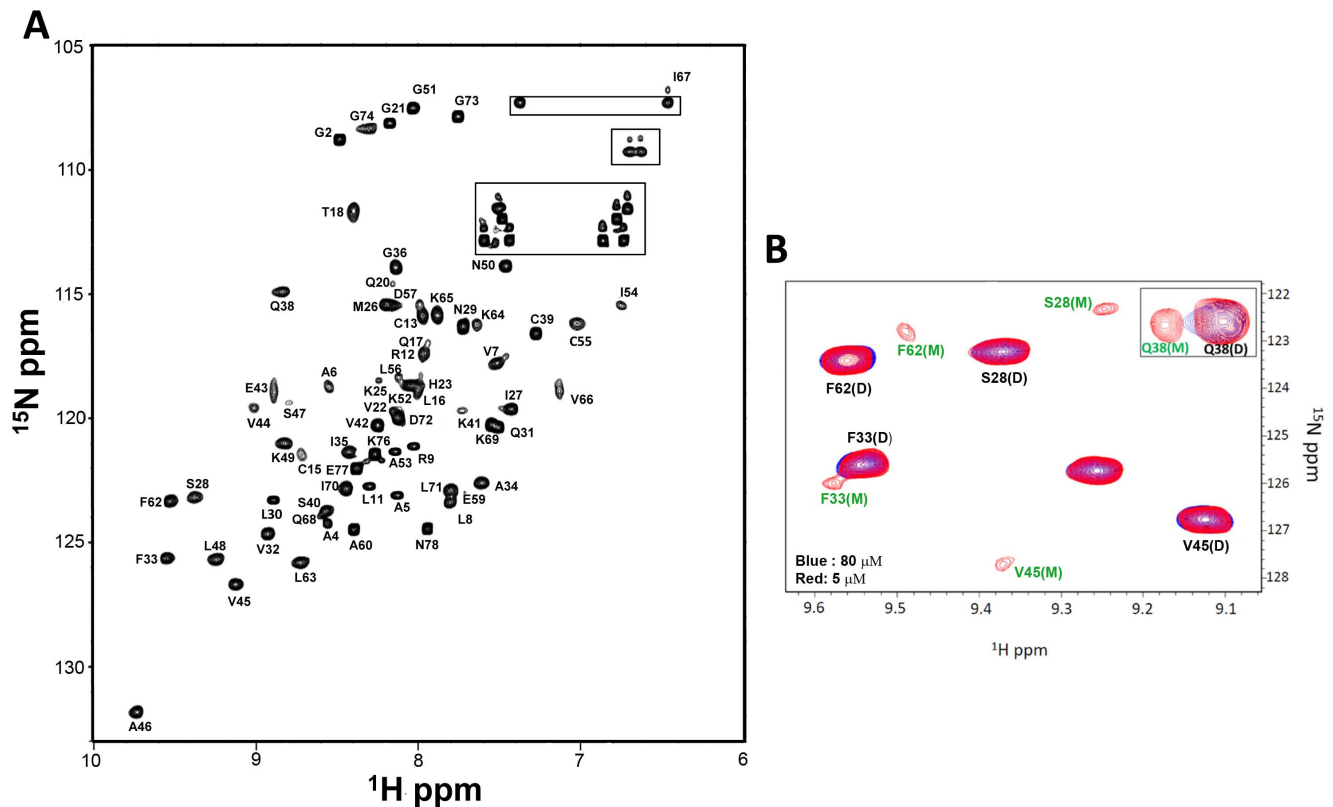 A
105
110
115
120
125
130
15N ppm
I67
G51
G73
G21
G74
G2
T18
G36
N50
Q20
D57
I54
Q38
M26
K65
N29
K64
C13
C39
C55
Q17
R12
V7
L56
A6
H23
E43
K25
L16
V66
S47
K52
I27
V22
D72
K41
V44
V42
K69
Q31
I35
K76
K49
A53
R9
C15
E77
I70
L71
A34
S28
L11
E59
F62
S40
A5
L30
Q68
L8
V32
A4
A60
N78
F33
L48
L63
V45
A46
10
9
8
7
6
1H ppm
B
S28(M)
F62(M)
Q38(M)
Q38(D)
F62(D)
S28(D)
F33(D)
F33(M)
V45(D)
V45(M)
Blue : 80 μM
Red: 5 μM
122
123
124
125
126
127
128
15N ppm
9.6
9.5
9.4
9.3
9.2
9.1
1H ppm